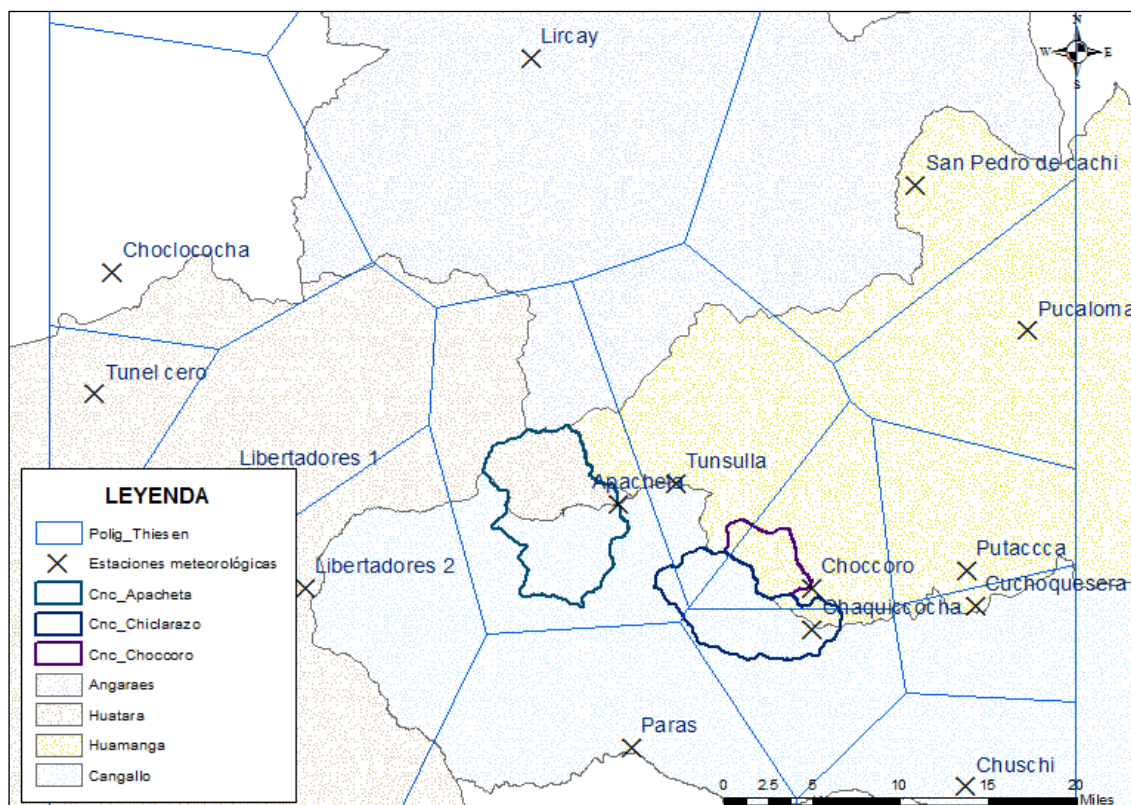 Lircay
N
W E
S
San Pedro de cachi
Choclococha
Pucaloma
Tunel cero
Libertadores 1
Tunsulla
Apacheta
LEYENDA
Polig_Thiesen
Estaciones meteorológicas
Cnc_Apacheta
Cnc_Chiclarazo
Cnc_Choccoro
Angaraes
Huatara
Huamanga
Cangallo
Libertadores 2
Choccoro
Putaccca
Cuchoquesera
Chaquiccocha
Paras
Chuschi
0 2.5 5 10 15 20
Miles